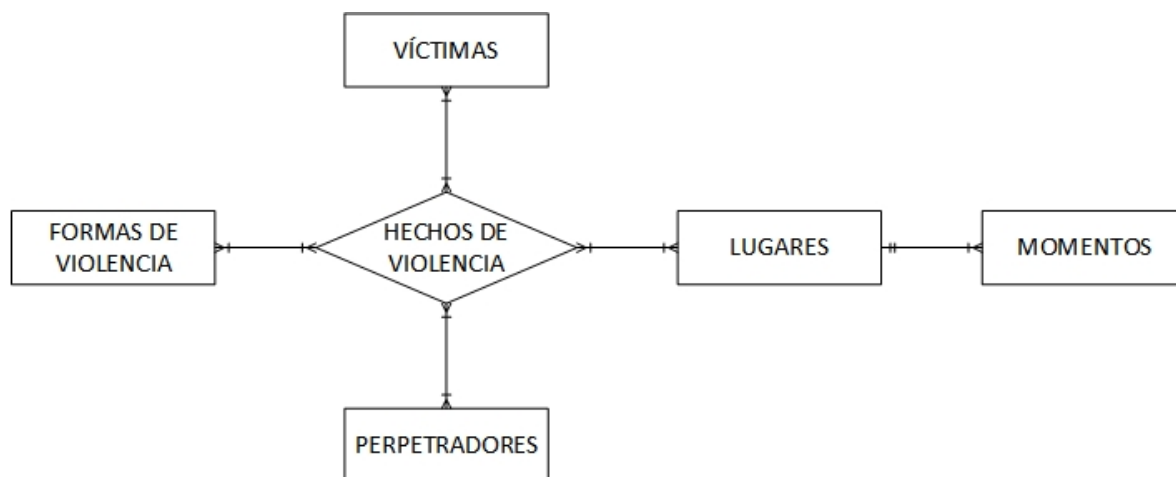 VÍCTIMAS
FORMAS DE
VIOLENCIA
HECHOS DE
VIOLENCIA
LUGARES
MOMENTOS
PERPETRADORES